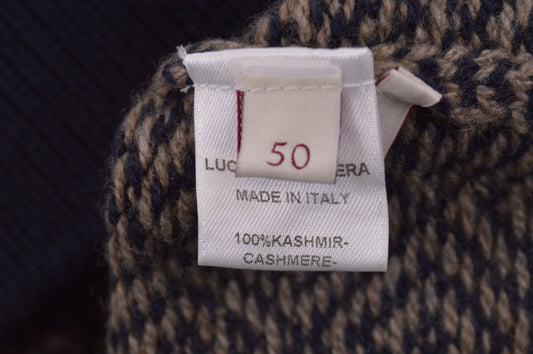 50
MADE IN ITALY
100%KASHMIR-
CASHMERE-